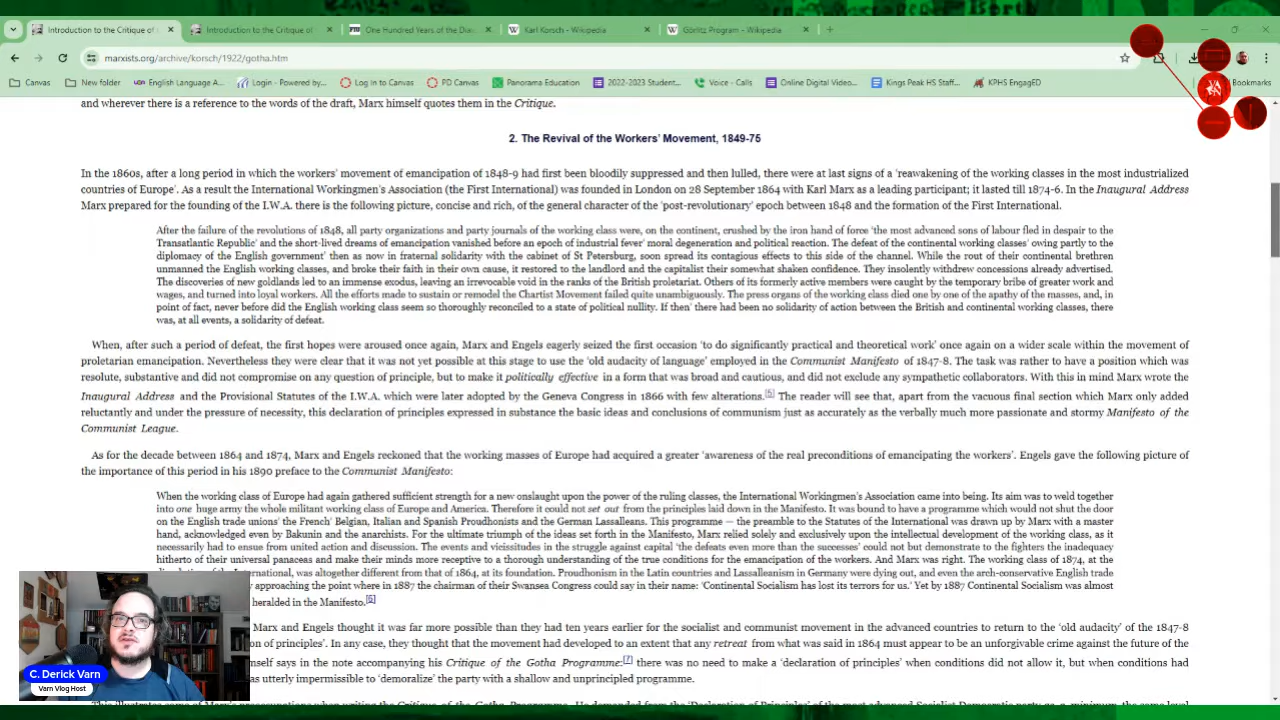 Introduction to the Critique of
Introduction to the Critique of
One Hundred Years of the Dia
Karl Korsch - Wikipedia
Görlitz Program - Wikipedia
marxists.org/archive/korsch/1922/gotha.htm
Canvas
New folder
English Language A...
Login - Powered by...
Log in to Canvas
PD Canvas
Panorama Education
2022-2023 Student...
Voice - Calls
Online Digital Video...
Kings Peak HS Staff...
KPHS EngagED
Bookmarks
and wherever there is a reference to the words of the draft, Marx himself quotes them in the Critique.
2. The Revival of the Workers' Movement, 1849-75
In the 1860s, after a long period in which the workers' movement of emancipation of 1848-9 had first been bloodily suppressed and then lulled, there were at last signs of a 'reawakening of the working classes in the most industrialized
countries of Europe'. As a result the International Workingmen's Association (the First International) was founded in London on 28 September 1864 with Karl Marx as a leading participant; it lasted till 1874-6. In the Inaugural Address
Marx prepared for the founding of the I.W.A. there is the following picture, concise and rich, of the general character of the 'post-revolutionary' epoch between 1848 and the formation of the First International.
After the failure of the revolutions of 1848, all party organizations and party journals of the working class were, on the continent, crushed by the iron hand of force 'the most advanced sons of labour fled in despair to the
Transatlantic Republic' and the short-lived dreams of emancipation vanished before an epoch of industrial fever' moral degeneration and political reaction. The defeat of the continental working classes' owing partly to the
diplomacy of the English government' then as now in fraternal solidarity with the cabinet of St Petersburg, soon spread its contagious effects to this side of the channel. While the rout of their continental brethren
unmanned the English working classes, and broke their faith in their own cause, it restored to the landlord and the capitalist their somewhat shaken confidence. They insolently withdrew concessions already advertised.
The discoveries of new goldlands led to an immense exodus, leaving an irrevocable void in the ranks of the British proletariat. Others of its formerly active members were caught by the temporary bribe of greater work and
wages, and turned into loyal workers. All the efforts made to sustain or remodel the Chartist Movement failed quite unambiguously. The press organs of the working class died one by one of the apathy of the masses, and, in
point of fact, never before did the English working class seem so thoroughly reconciled to a state of political nullity. If then' there had been no solidarity of action between the British and continental working classes, there
was, at all events, a solidarity of defeat.
When, after such a period of defeat, the first hopes were aroused once again, Marx and Engels eagerly seized the first occasion 'to do significantly practical and theoretical work' once again on a wider scale within the movement of
proletarian emancipation. Nevertheless they were clear that it was not yet possible at this stage to use the 'old audacity of language' employed in the Communist Manifesto of 1847-8. The task was rather to have a position which was
resolute, substantive and did not compromise on any question of principle, but to make it politically effective in a form that was broad and cautious, and did not exclude any sympathetic collaborators. With this in mind Marx wrote the
Inaugural Address and the Provisional Statutes of the I.W.A. which were later adopted by the Geneva Congress in 1866 with few alterations.[5] The reader will see that, apart from the vacuous final section which Marx only added
reluctantly and under the pressure of necessity, this declaration of principles expressed in substance the basic ideas and conclusions of communism just as accurately as the verbally much more passionate and stormy Manifesto of the
Communist League.
As for the decade between 1864 and 1874, Marx and Engels reckoned that the working masses of Europe had acquired a greater 'awareness of the real preconditions of emancipating the workers'. Engels gave the following picture of
the importance of this period in his 1890 preface to the Communist Manifesto:
When the working class of Europe had again gathered sufficient strength for a new onslaught upon the power of the ruling classes, the International Workingmen's Association came into being. Its aim was to weld together
into one huge army the whole militant working class of Europe and America. Therefore it could not set out from the principles laid down in the Manifesto. It was bound to have a programme which would not shut the door
on the English trade unions' the French' Belgian, Italian and Spanish Proudhonists and the German Lassalleans. This programme — the preamble to the Statutes of the International was drawn up by Marx with a master
hand, acknowledged even by Bakunin and the anarchists. For the ultimate triumph of the ideas set forth in the Manifesto, Marx relied solely and exclusively upon the intellectual development of the working class, as it
necessarily had to ensue from united action and discussion. The events and vicissitudes in the struggle against capital 'the defeats even more than the successes' could not but demonstrate to the fighters the inadequacy
hitherto of their universal panaceas and make their minds more receptive to a thorough understanding of the true conditions for the emancipation of the workers. And Marx was right. The working class of 1874, at the
International, was altogether different from that of 1864, at its foundation. Proudhonism in the Latin countries and Lassalleanism in Germany were dying out, and even the arch-conservative English trade
approaching the point where in 1887 the chairman of their Swansea Congress could say in their name: 'Continental Socialism has lost its terrors for us.' Yet by 1887 Continental Socialism was almost
heralded in the Manifesto.[6]
Marx and Engels thought it was far more possible than they had ten years earlier for the socialist and communist movement in the advanced countries to return to the 'old audacity' of the 1847-8
on of principles'. In any case, they thought that the movement had developed to an extent that any retreat from what was said in 1864 must appear to be an unforgivable crime against the future of the
mself says in the note accompanying his Critique of the Gotha Programme,[7] there was no need to make a 'declaration of principles' when conditions did not allow it, but when conditions had
as utterly impermissible to 'demoralize' the party with a shallow and unprincipled programme.
C. Derick Varn
Varn Vlog Host